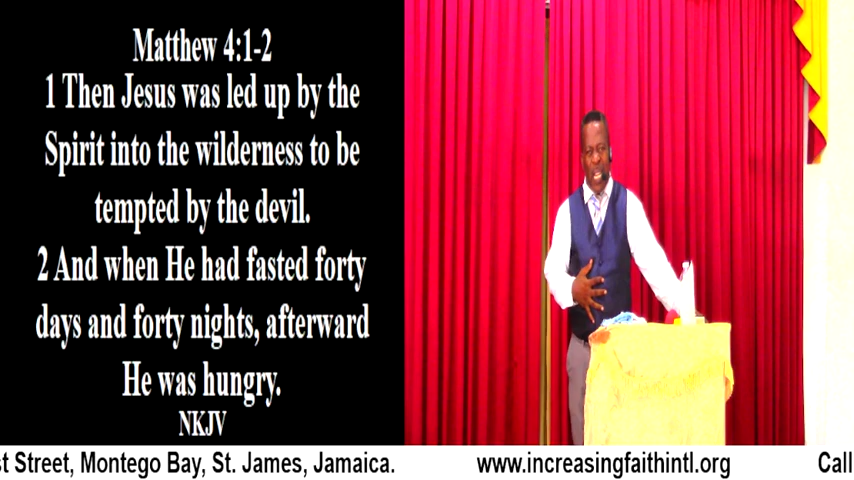 Matthew 4:1-2
1 Then Jesus was led up by the
Spirit into the wilderness to be
tempted by the devil.
2 And when He had fasted forty
days and forty nights, afterward
He was hungry.
NKJV
Street, Montego Bay, St. James, Jamaica. www.increasingfaithintl.org Call